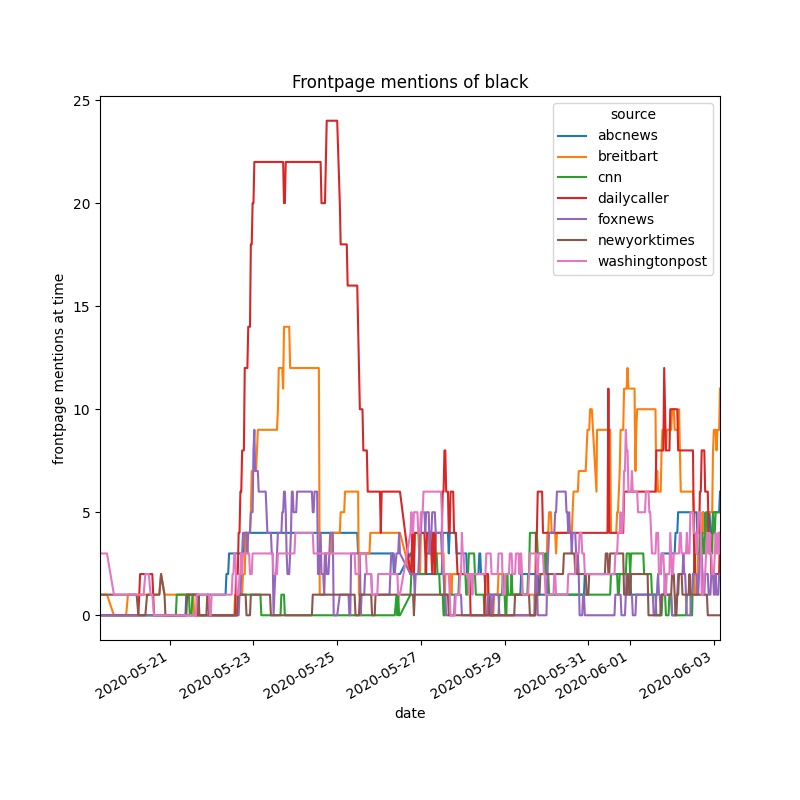 Frontpage mentions of black
25
20
15
10
5
0
frontpage mentions at time
source
abcnews
breitbart
cnn
dailycaller
foxnews
newyorktimes
washingtonpost
2020-05-21
2020-05-23
2020-05-25
2020-05-27
2020-05-29
2020-05-31
2020-06-01
2020-06-03
date